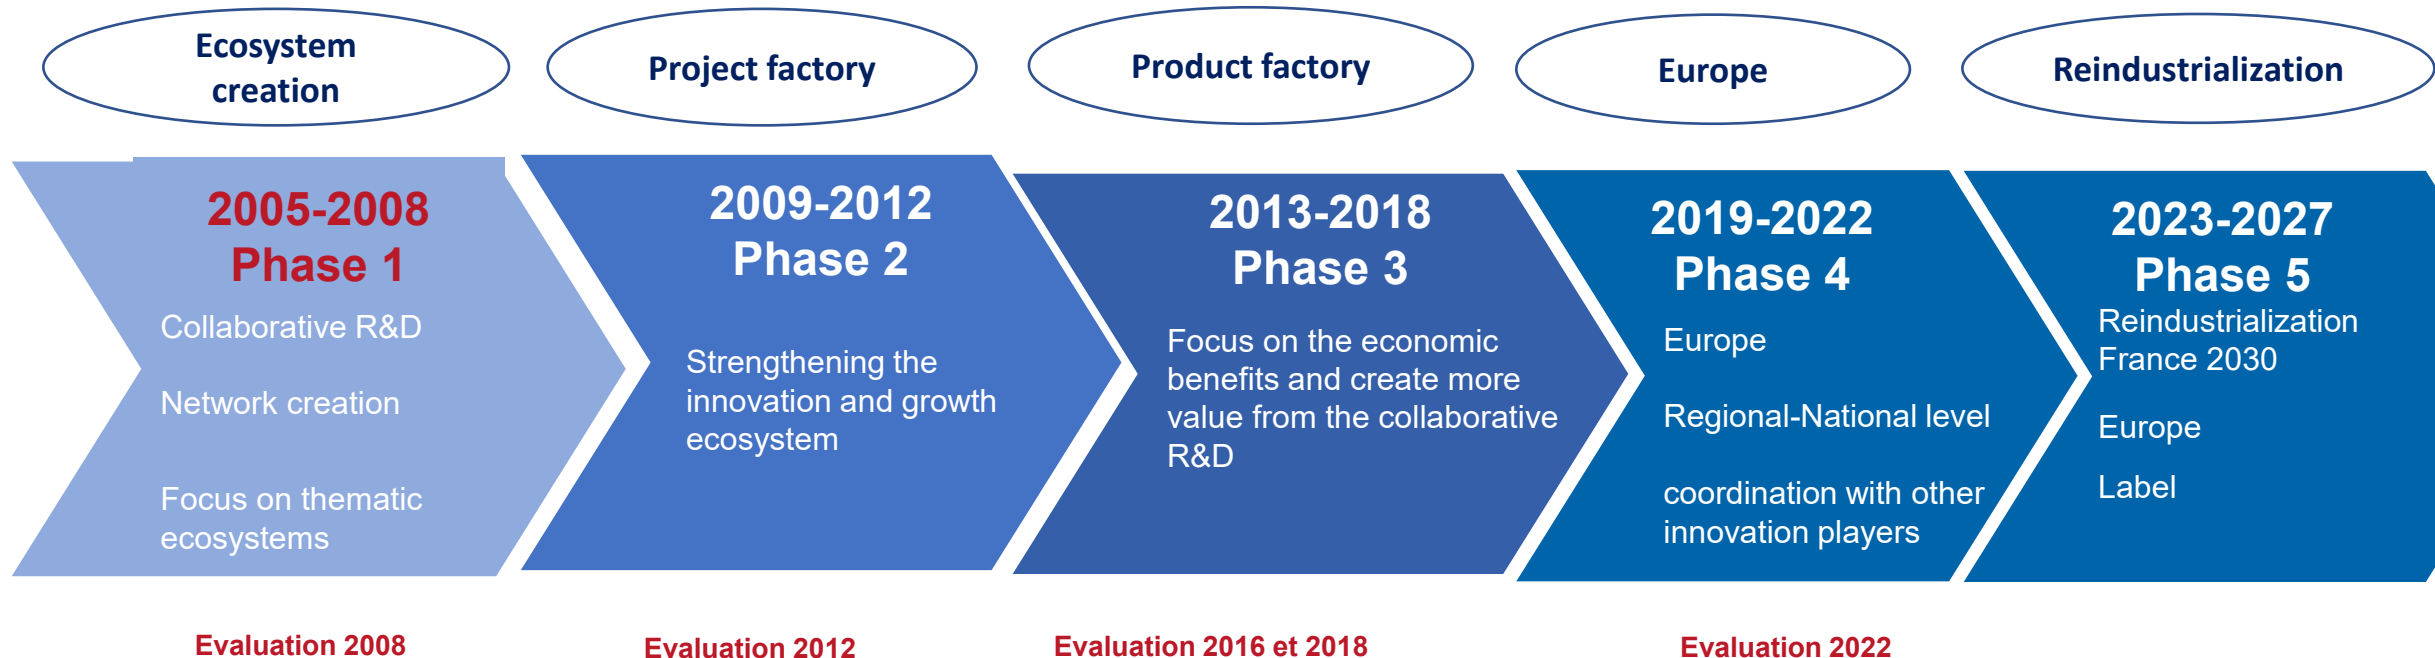 Ecosystem
creation
Project factory
Product factory
Europe
Reindustrialization
2005-2008
Phase 1
Collaborative R&D
Network creation
Focus on thematic
ecosystems
2009-2012
Phase 2
Strengthening the
innovation and growth
ecosystem
2013-2018
Phase 3
Focus on the economic
benefits and create more
value from the collaborative
R&D
2019-2022
Phase 4
Europe
Regional-National level
coordination with other
innovation players
2023-2027
Phase 5
Reindustrialization
France 2030
Europe
Label
Evaluation 2008
Evaluation 2012
Evaluation 2016 et 2018
Evaluation 2022